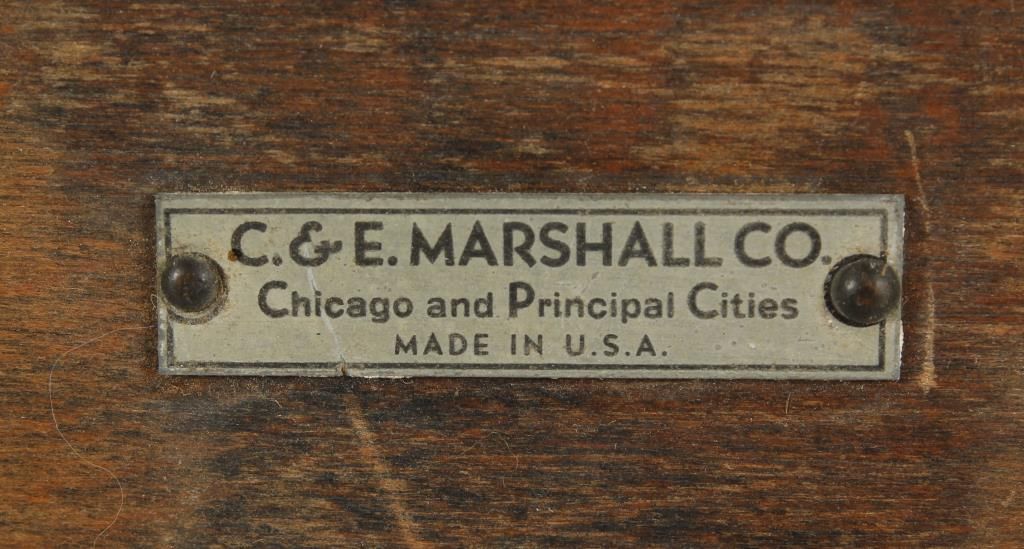 C. & E. MARSHALL CO.
Chicago and Principal Cities
MADE IN U.S.A.